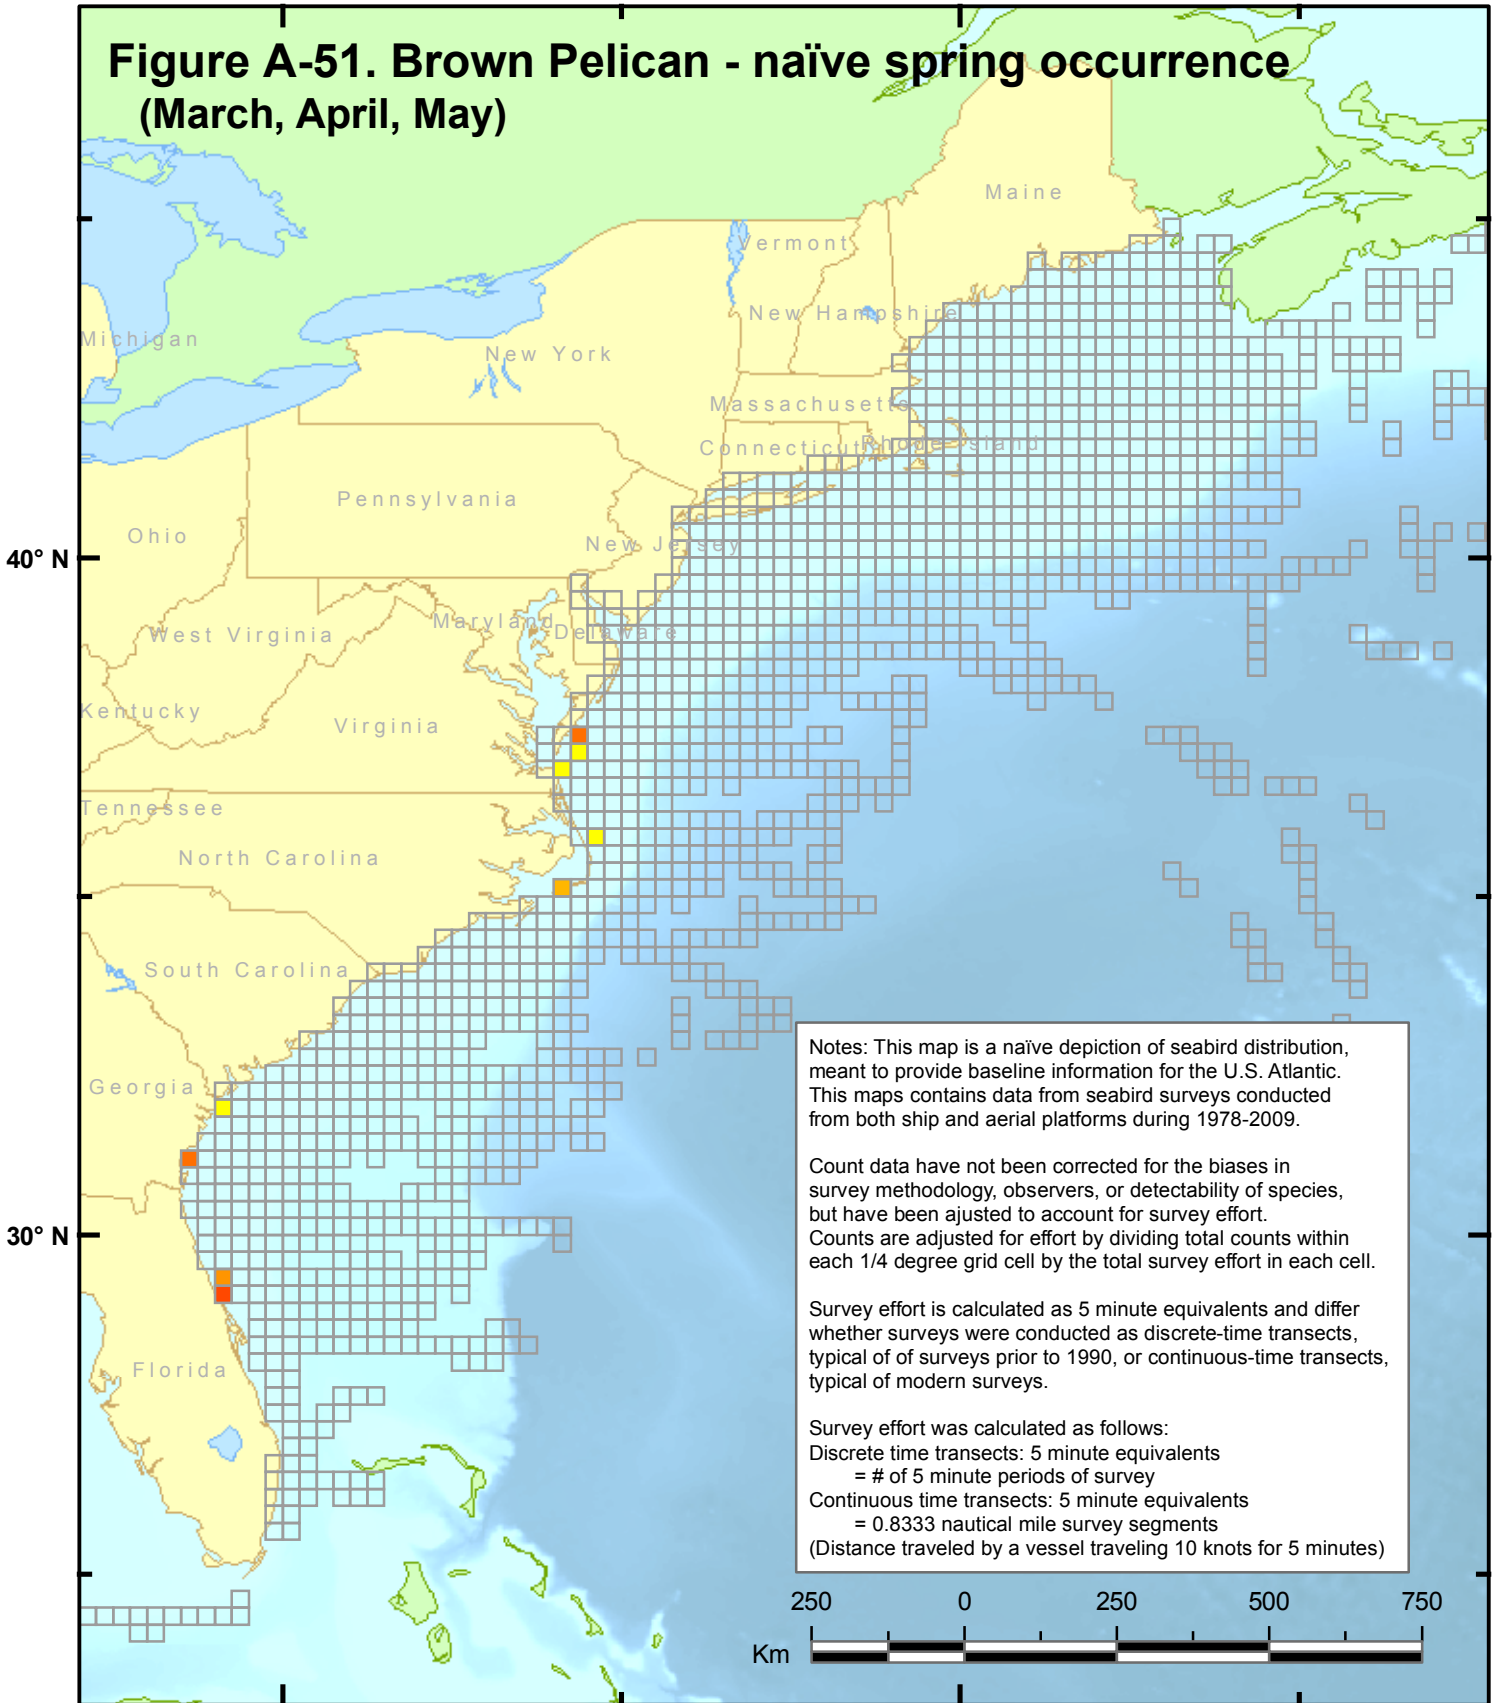 Figure A-51. Brown Pelican - naïve spring occurrence
(March, April, May)
Maine
Vermont
New Hampshire
Michigan
New York
Massachusetts
Connecticut
Rhode Island
Pennsylvania
Ohio
New Jersey
40° N
Maryland
Delaware
West Virginia
Kentucky
Virginia
Tennessee
North Carolina
South Carolina
Georgia
30° N
Florida
Notes: This map is a naïve depiction of seabird distribution,
meant to provide baseline information for the U.S. Atlantic.
This maps contains data from seabird surveys conducted
from both ship and aerial platforms during 1978-2009.
Count data have not been corrected for the biases in
survey methodology, observers, or detectability of species,
but have been ajusted to account for survey effort.
Counts are adjusted for effort by dividing total counts within
each 1/4 degree grid cell by the total survey effort in each cell.
Survey effort is calculated as 5 minute equivalents and differ
whether surveys were conducted as discrete-time transects,
typical of of surveys prior to 1990, or continuous-time transects,
typical of modern surveys.
Survey effort was calculated as follows:
Discrete time transects: 5 minute equivalents
= # of 5 minute periods of survey
Continuous time transects: 5 minute equivalents
= 0.8333 nautical mile survey segments
(Distance traveled by a vessel traveling 10 knots for 5 minutes)
250 0 250 500 750
Km